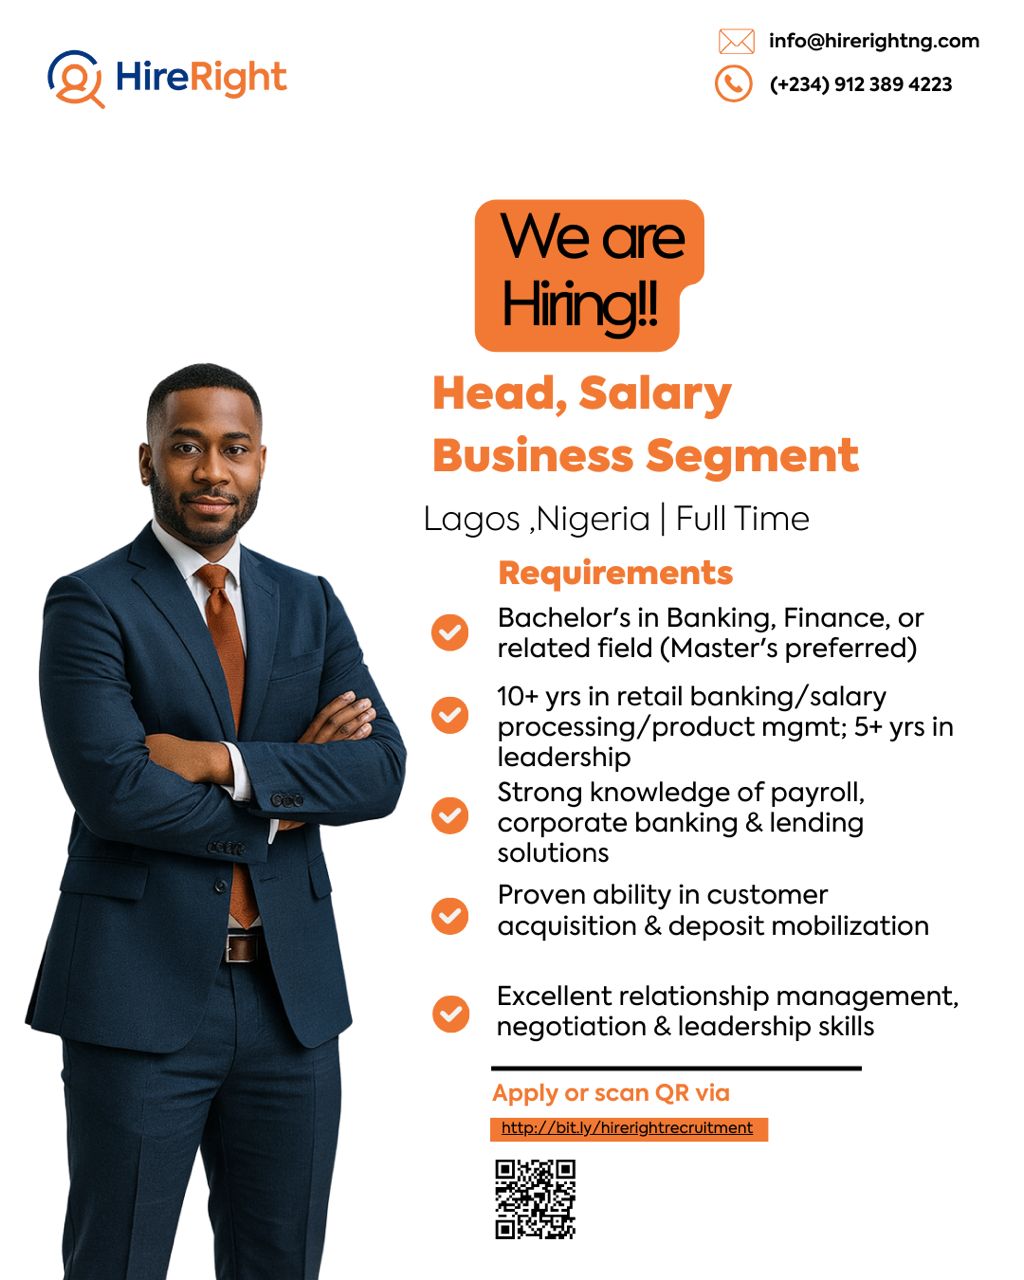 HireRight
info@hirerightng.com
(+234) 912 389 4223
We are
Hiring!!
Head, Salary
Business Segment
Lagos ,Nigeria | Full Time
Requirements
Bachelor's in Banking, Finance, or
related field (Master's preferred)
10+ yrs in retail banking/salary
processing/product mgmt; 5+ yrs in
leadership
Strong knowledge of payroll,
corporate banking & lending
solutions
Proven ability in customer
acquisition & deposit mobilization
Excellent relationship management,
negotiation & leadership skills
Apply or scan QR via
http://bit.ly/hirerightrecruitment